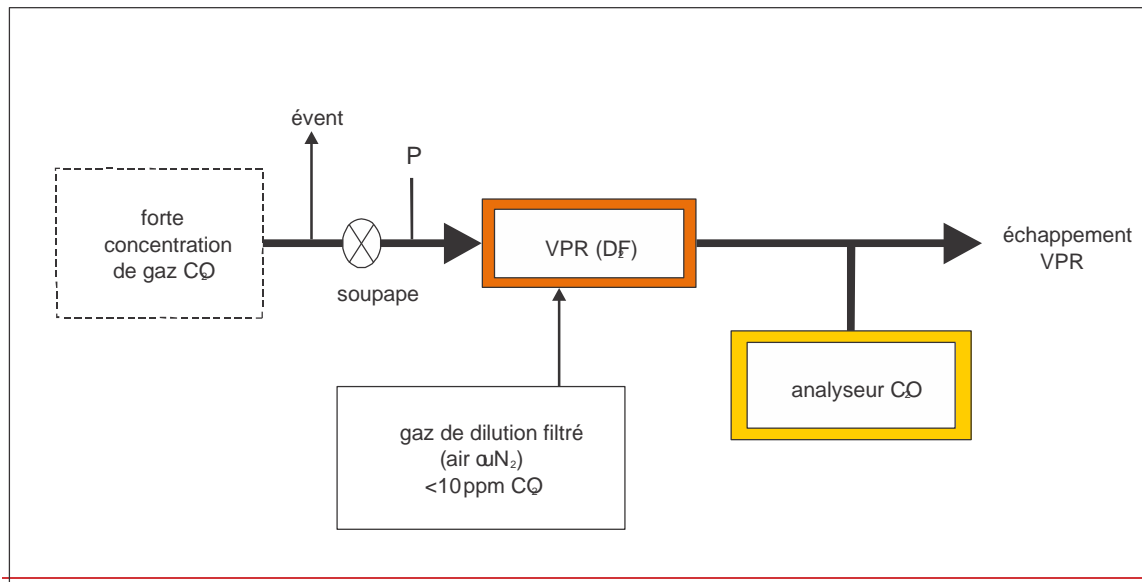 évent
P
forte
concentration
de gaz CO₂
soupape
VPR (DF₂)
échappement
VPR
analyseur CO₂
gaz de dilution filtré
(air ou N₂)
<10 ppm CO₂